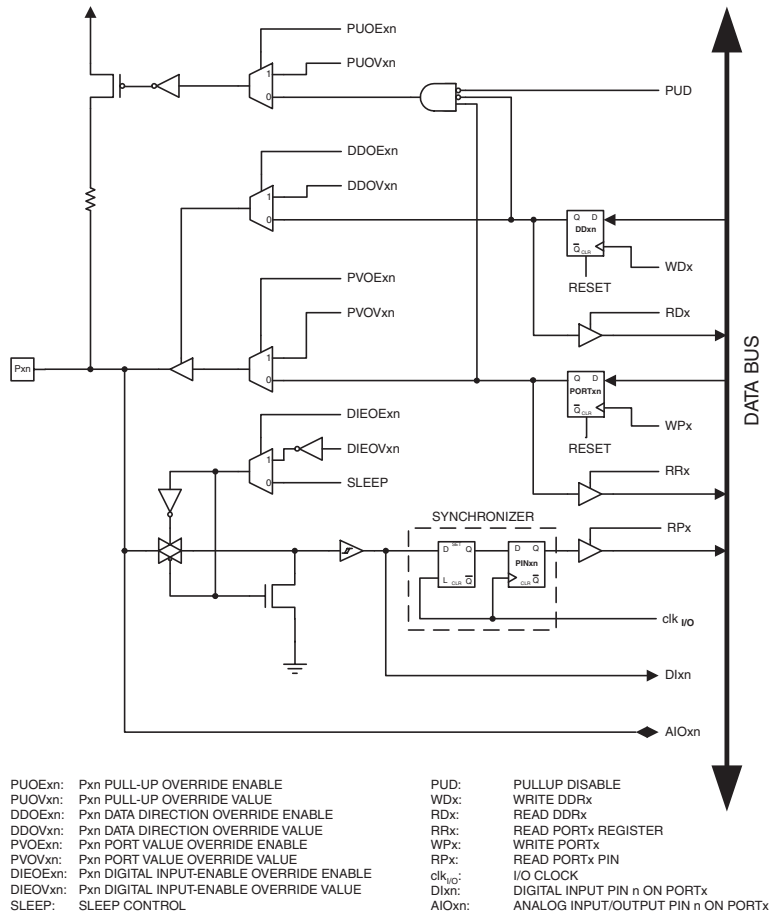 PUOExn
PUOVxn
1
0
PUD
DDOExn
DDOVxn
1
0
Q D
DDxn
Q CLR
WDx
RESET
PVOExn
PVOVxn
RDx
Pxn
1
0
Q D
PORTxn
Q CLR
DATA BUS
WPx
RESET
DIEOExn
DIEOVxn
1
0
SLEEP
RRx
SYNCHRONIZER
RPx
D SET Q
L CLR Q
D Q
PINxn
CLR Q
clk I/O
DIxn
AIOxn
PUOExn: Pxn PULL-UP OVERRIDE ENABLE
PUOVxn: Pxn PULL-UP OVERRIDE VALUE
DDOExn: Pxn DATA DIRECTION OVERRIDE ENABLE
DDOVxn: Pxn DATA DIRECTION OVERRIDE VALUE
PVOExn: Pxn PORT VALUE OVERRIDE ENABLE
PVOVxn: Pxn PORT VALUE OVERRIDE VALUE
DIEOExn: Pxn DIGITAL INPUT-ENABLE OVERRIDE ENABLE
DIEOVxn: Pxn DIGITAL INPUT-ENABLE OVERRIDE VALUE
SLEEP: SLEEP CONTROL
PUD: PULLUP DISABLE
WDx: WRITE DDRx
RDx: READ DDRx
RRx: READ PORTx REGISTER
WPx: WRITE PORTx
RPx: READ PORTx PIN
clkI/O: I/O CLOCK
DIxn: DIGITAL INPUT PIN n ON PORTx
AIOxn: ANALOG INPUT/OUTPUT PIN n ON PORTx